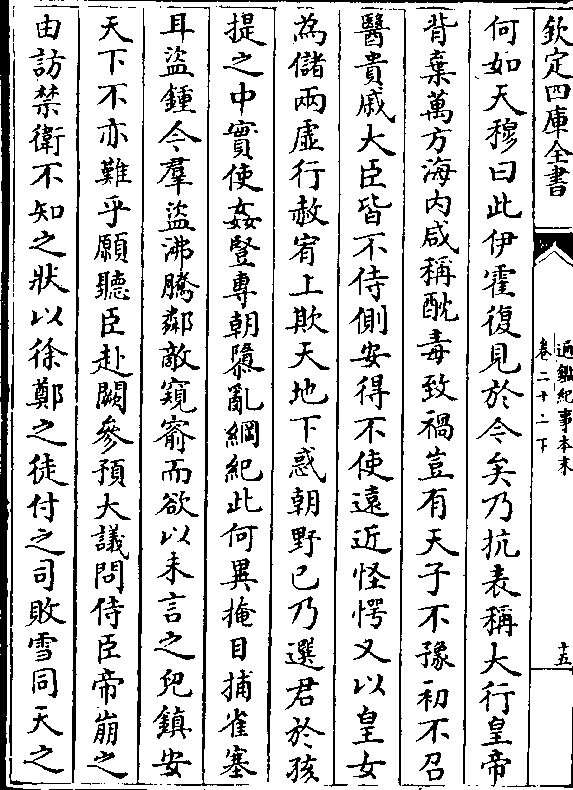 欽定四庫全書
通鑑紀事本末
卷二十二下
十五
何如天穆曰此伊霍復見於今矣乃抗表稱大行皇帝
背棄萬方海内咸稱酖毒致禍豈有天子不豫初不召
醫貴戚大臣皆不侍側安得不使遠近怪愕又以皇女
為儲兩虚行赦宥上欺天地下惑朝野已乃選君於孩
提之中實使姦豎專朝隳亂綱紀此何異掩目捕雀塞
耳盜鍾今羣盜沸騰鄰敵窺窬而欲以未言之兒鎮安
天下不亦難乎願聽臣赴闕參預大議問侍臣帝崩之
由訪禁衛不知之狀以徐鄭之徒付之司敗雪同天之